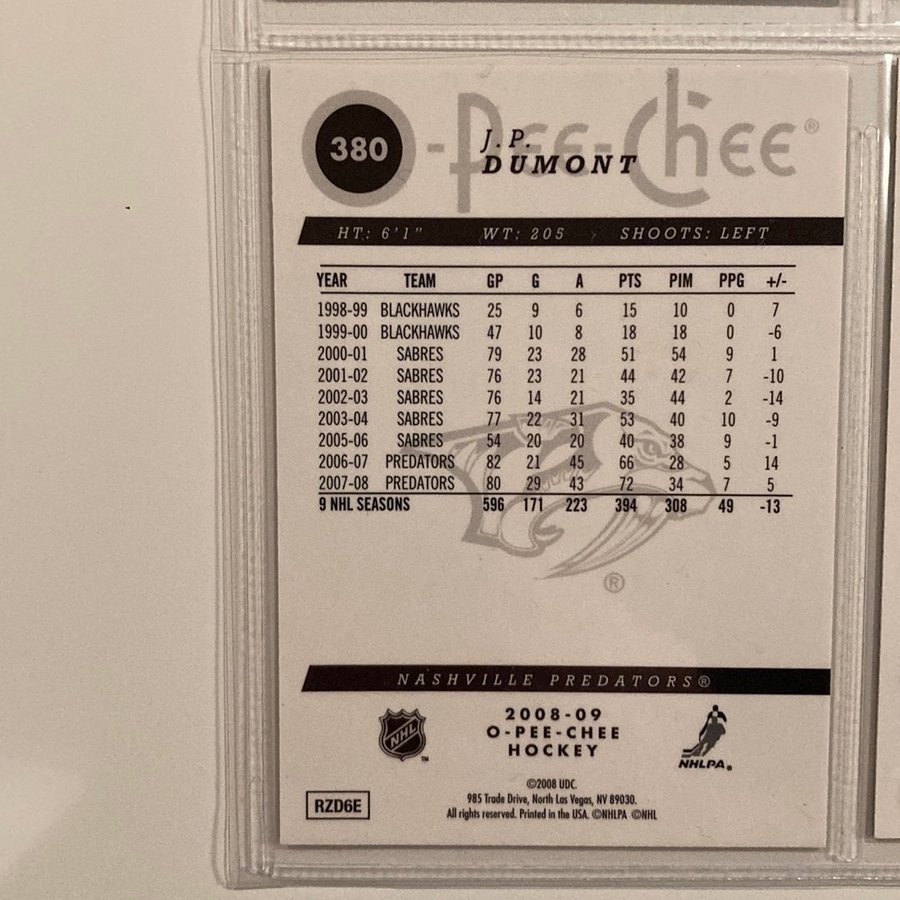 O-PEE-CHEE®
380
J.P.
DUMONT
HT: 6'1" WT: 205 SHOOTS: LEFT
YEAR TEAM GP G A PTS PIM PPG +/-
1998-99 BLACKHAWKS 25 9 6 15 10 0 7
1999-00 BLACKHAWKS 47 10 8 18 18 0 -6
2000-01 SABRES 79 23 28 51 54 9 1
2001-02 SABRES 76 23 21 44 42 7 -10
2002-03 SABRES 76 14 21 35 44 2 -14
2003-04 SABRES 77 22 31 53 40 10 -9
2005-06 SABRES 54 20 20 40 38 9 -1
2006-07 PREDATORS 82 21 45 66 28 5 14
2007-08 PREDATORS 80 29 43 72 34 7 5
9 NHL SEASONS 596 171 223 394 308 49 -13
®
NASHVILLE PREDATORS®
NHL TM
2008-09
O-PEE-CHEE
HOCKEY
NHLPA®
©2008 UDC.
985 Trade Drive, North Las Vegas, NV 89030.
All rights reserved. Printed in the USA. ©NHLPA ©NHL
RZD6E